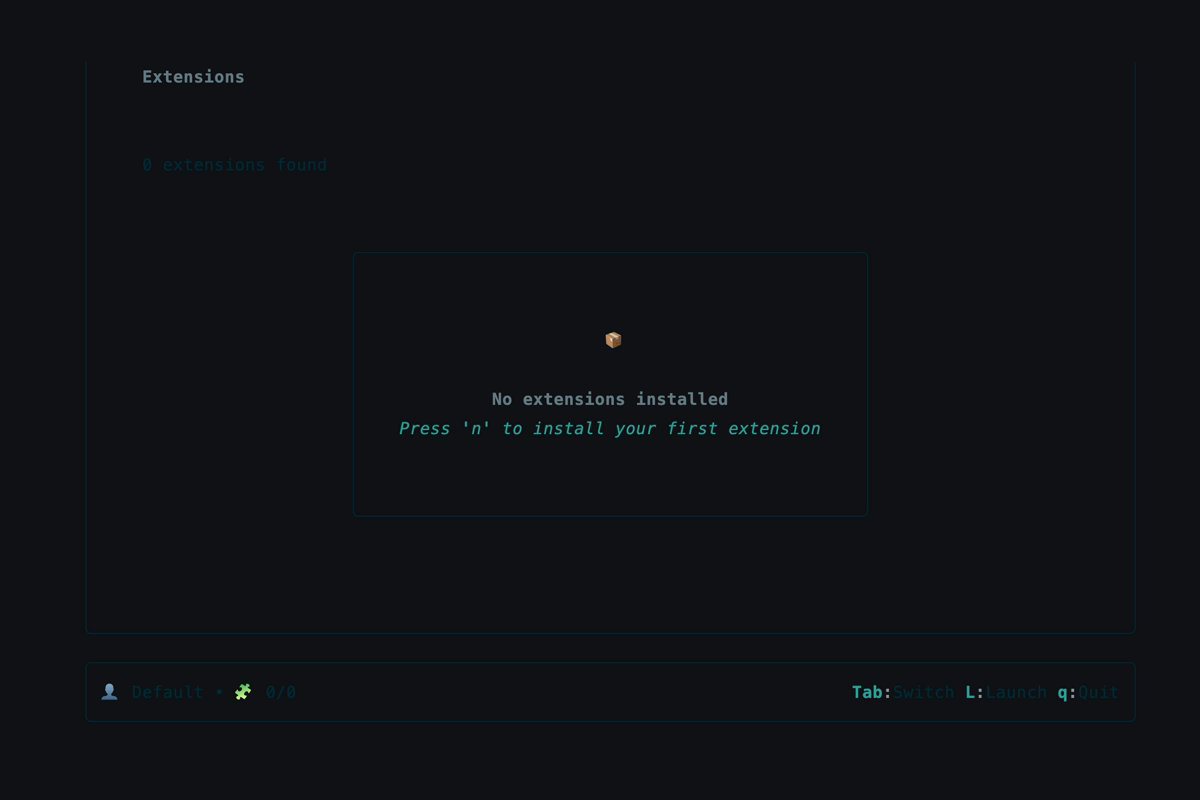 Extensions
0 extensions found
No extensions installed
Press 'n' to install your first extension
Default • 0/0
Tab:Switch L:Launch q:Quit